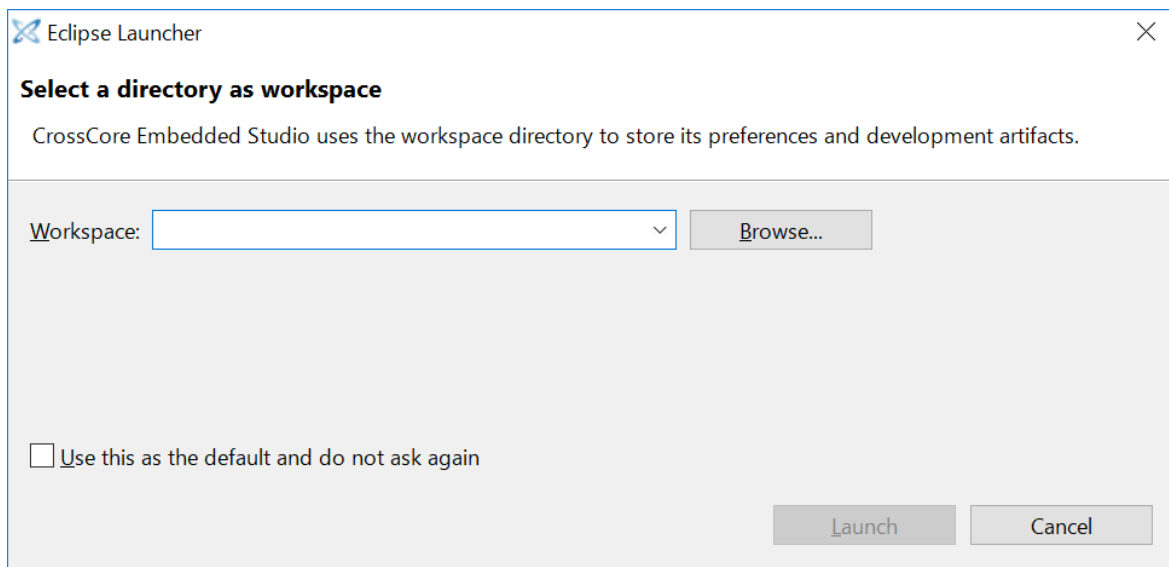 Eclipse Launcher
Select a directory as workspace
CrossCore Embedded Studio uses the workspace directory to store its preferences and development artifacts.
Workspace:
Browse...
Use this as the default and do not ask again
Launch
Cancel